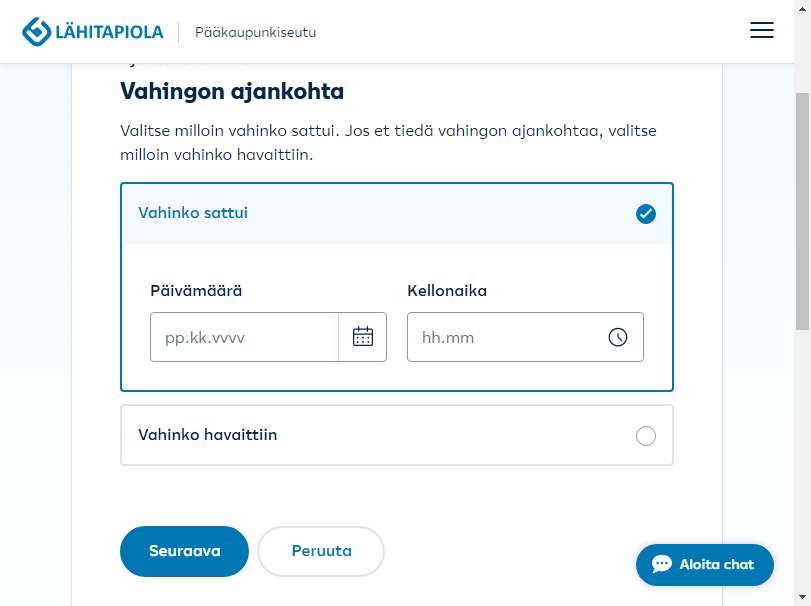 LÄHITAPIOLA
Pääkaupunkiseutu
Vahingon ajankohta
Valitse milloin vahinko sattui. Jos et tiedä vahingon ajankohtaa, valitse
milloin vahinko havaittiin.
Vahinko sattui
Päivämäärä
Kellonaika
pp.kk.vvvv
hh.mm
Vahinko havaittiin
Seuraava
Peruuta
Aloita chat